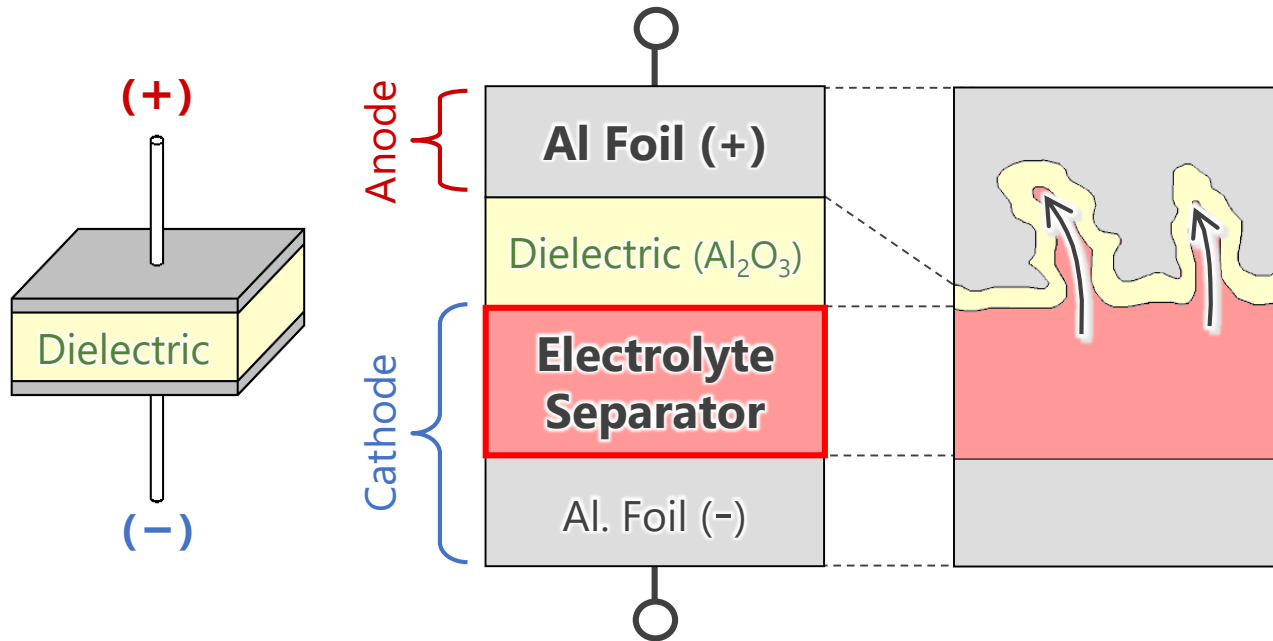 (+)
Dielectric
(−)
Anode
Cathode
Al Foil (+)
Dielectric (Al₂O₃)
Electrolyte
Separator
Al. Foil (−)